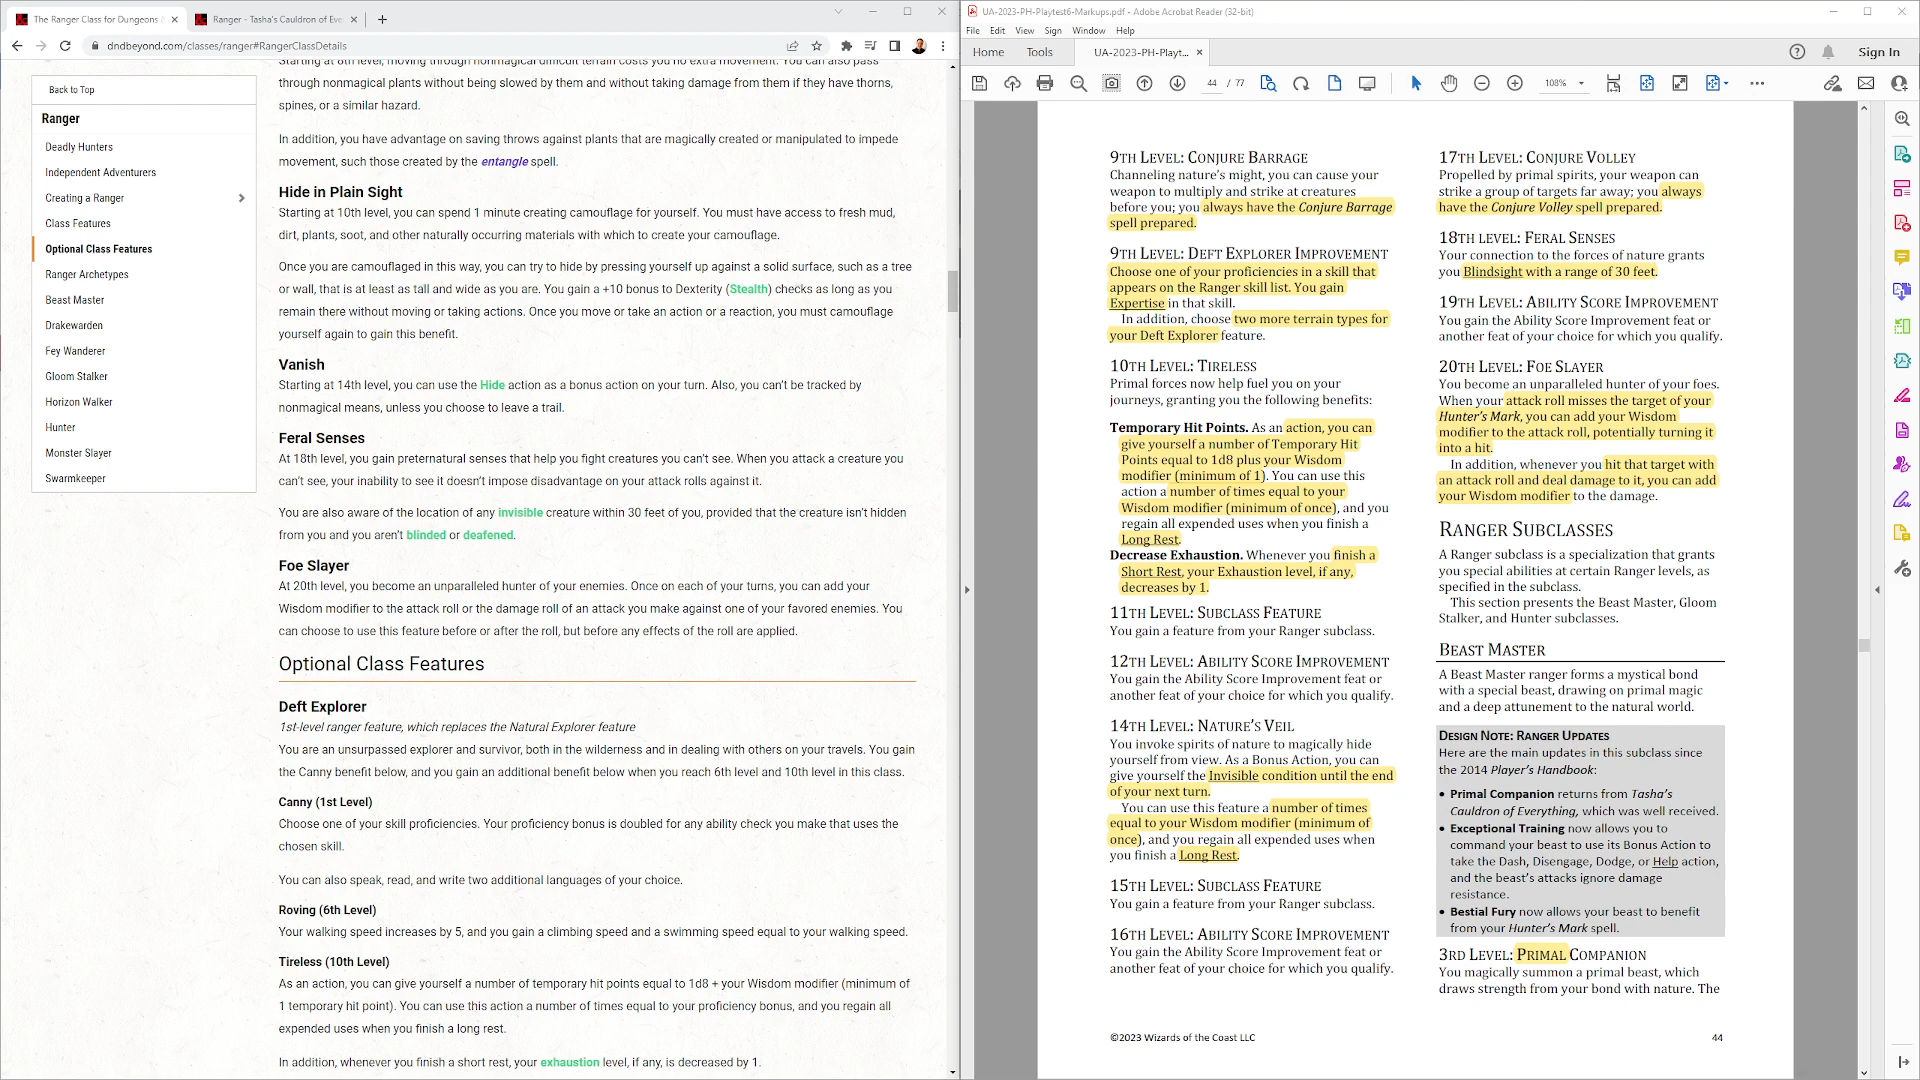 The Ranger Class for Dungeons &
Ranger - Tasha's Cauldron of Eve
dndbeyond.com/classes/ranger#RangerClassDetails
Back to Top
Ranger
Deadly Hunters
Independent Adventurers
Creating a Ranger
Class Features
Optional Class Features
Ranger Archetypes
Beast Master
Drakewarden
Fey Wanderer
Gloom Stalker
Horizon Walker
Hunter
Monster Slayer
Swarmkeeper
Starting at 8th level, moving through nonmagical difficult terrain costs you no extra movement. You can also pass
through nonmagical plants without being slowed by them and without taking damage from them if they have thorns,
spines, or a similar hazard.
In addition, you have advantage on saving throws against plants that are magically created or manipulated to impede
movement, such those created by the entangle spell.
Hide in Plain Sight
Starting at 10th level, you can spend 1 minute creating camouflage for yourself. You must have access to fresh mud,
dirt, plants, soot, and other naturally occurring materials with which to create your camouflage.
Once you are camouflaged in this way, you can try to hide by pressing yourself up against a solid surface, such as a tree
or wall, that is at least as tall and wide as you are. You gain a +10 bonus to Dexterity (Stealth) checks as long as you
remain there without moving or taking actions. Once you move or take an action or a reaction, you must camouflage
yourself again to gain this benefit.
Vanish
Starting at 14th level, you can use the Hide action as a bonus action on your turn. Also, you can't be tracked by
nonmagical means, unless you choose to leave a trail.
Feral Senses
At 18th level, you gain preternatural senses that help you fight creatures you can't see. When you attack a creature you
can't see, your inability to see it doesn't impose disadvantage on your attack rolls against it.
You are also aware of the location of any invisible creature within 30 feet of you, provided that the creature isn't hidden
from you and you aren't blinded or deafened.
Foe Slayer
At 20th level, you become an unparalleled hunter of your enemies. Once on each of your turns, you can add your
Wisdom modifier to the attack roll or the damage roll of an attack you make against one of your favored enemies. You
can choose to use this feature before or after the roll, but before any effects of the roll are applied.
Optional Class Features
Deft Explorer
1st-level ranger feature, which replaces the Natural Explorer feature
You are an unsurpassed explorer and survivor, both in the wilderness and in dealing with others on your travels. You gain
the Canny benefit below, and you gain an additional benefit below when you reach 6th level and 10th level in this class.
Canny (1st Level)
Choose one of your skill proficiencies. Your proficiency bonus is doubled for any ability check you make that uses the
chosen skill.
You can also speak, read, and write two additional languages of your choice.
Roving (6th Level)
Your walking speed increases by 5, and you gain a climbing speed and a swimming speed equal to your walking speed.
Tireless (10th Level)
As an action, you can give yourself a number of temporary hit points equal to 1d8 + your Wisdom modifier (minimum of
1 temporary hit point). You can use this action a number of times equal to your proficiency bonus, and you regain all
expended uses when you finish a long rest.
In addition, whenever you finish a short rest, your exhaustion level, if any, is decreased by 1.
UA-2023-PH-Playtest6-Markups.pdf - Adobe Acrobat Reader (32-bit)
File Edit View Sign Window Help
Home Tools UA-2023-PH-Playt... Sign In
44 / 77 108%
9TH LEVEL: CONJURE BARRAGE
Channeling nature's might, you can cause your
weapon to multiply and strike at creatures
before you; you always have the Conjure Barrage
spell prepared.
9TH LEVEL: DEFT EXPLORER IMPROVEMENT
Choose one of your proficiencies in a skill that
appears on the Ranger skill list. You gain
Expertise in that skill.
In addition, choose two more terrain types for
your Deft Explorer feature.
10TH LEVEL: TIRELESS
Primal forces now help fuel you on your
journeys, granting you the following benefits:
Temporary Hit Points. As an action, you can
give yourself a number of Temporary Hit
Points equal to 1d8 plus your Wisdom
modifier (minimum of 1). You can use this
action a number of times equal to your
Wisdom modifier (minimum of once), and you
regain all expended uses when you finish a
Long Rest.
Decrease Exhaustion. Whenever you finish a
Short Rest, your Exhaustion level, if any,
decreases by 1.
11TH LEVEL: SUBCLASS FEATURE
You gain a feature from your Ranger subclass.
12TH LEVEL: ABILITY SCORE IMPROVEMENT
You gain the Ability Score Improvement feat or
another feat of your choice for which you qualify.
14TH LEVEL: NATURE'S VEIL
You invoke spirits of nature to magically hide
yourself from view. As a Bonus Action, you can
give yourself the Invisible condition until the end
of your next turn.
You can use this feature a number of times
equal to your Wisdom modifier (minimum of
once), and you regain all expended uses when
you finish a Long Rest.
15TH LEVEL: SUBCLASS FEATURE
You gain a feature from your Ranger subclass.
16TH LEVEL: ABILITY SCORE IMPROVEMENT
You gain the Ability Score Improvement feat or
another feat of your choice for which you qualify.
17TH LEVEL: CONJURE VOLLEY
Propelled by primal spirits, your weapon can
strike a group of targets far away; you always
have the Conjure Volley spell prepared.
18TH LEVEL: FERAL SENSES
Your connection to the forces of nature grants
you Blindsight with a range of 30 feet.
19TH LEVEL: ABILITY SCORE IMPROVEMENT
You gain the Ability Score Improvement feat or
another feat of your choice for which you qualify.
20TH LEVEL: FOE SLAYER
You become an unparalleled hunter of your foes.
When your attack roll misses the target of your
Hunter's Mark, you can add your Wisdom
modifier to the attack roll, potentially turning it
into a hit.
In addition, whenever you hit that target with
an attack roll and deal damage to it, you can add
your Wisdom modifier to the damage.
RANGER SUBCLASSES
A Ranger subclass is a specialization that grants
you special abilities at certain Ranger levels, as
specified in the subclass.
This section presents the Beast Master, Gloom
Stalker, and Hunter subclasses.
BEAST MASTER
A Beast Master ranger forms a mystical bond
with a special beast, drawing on primal magic
and a deep attunement to the natural world.
DESIGN NOTE: RANGER UPDATES
Here are the main updates in this subclass since
the 2014 Player's Handbook:
• Primal Companion returns from Tasha's
Cauldron of Everything, which was well received.
• Exceptional Training now allows you to
command your beast to use its Bonus Action to
take the Dash, Disengage, Dodge, or Help action,
and the beast's attacks ignore damage
resistance.
• Bestial Fury now allows your beast to benefit
from your Hunter's Mark spell.
3RD LEVEL: PRIMAL COMPANION
You magically summon a primal beast, which
draws strength from your bond with nature. The
©2023 Wizards of the Coast LLC
44